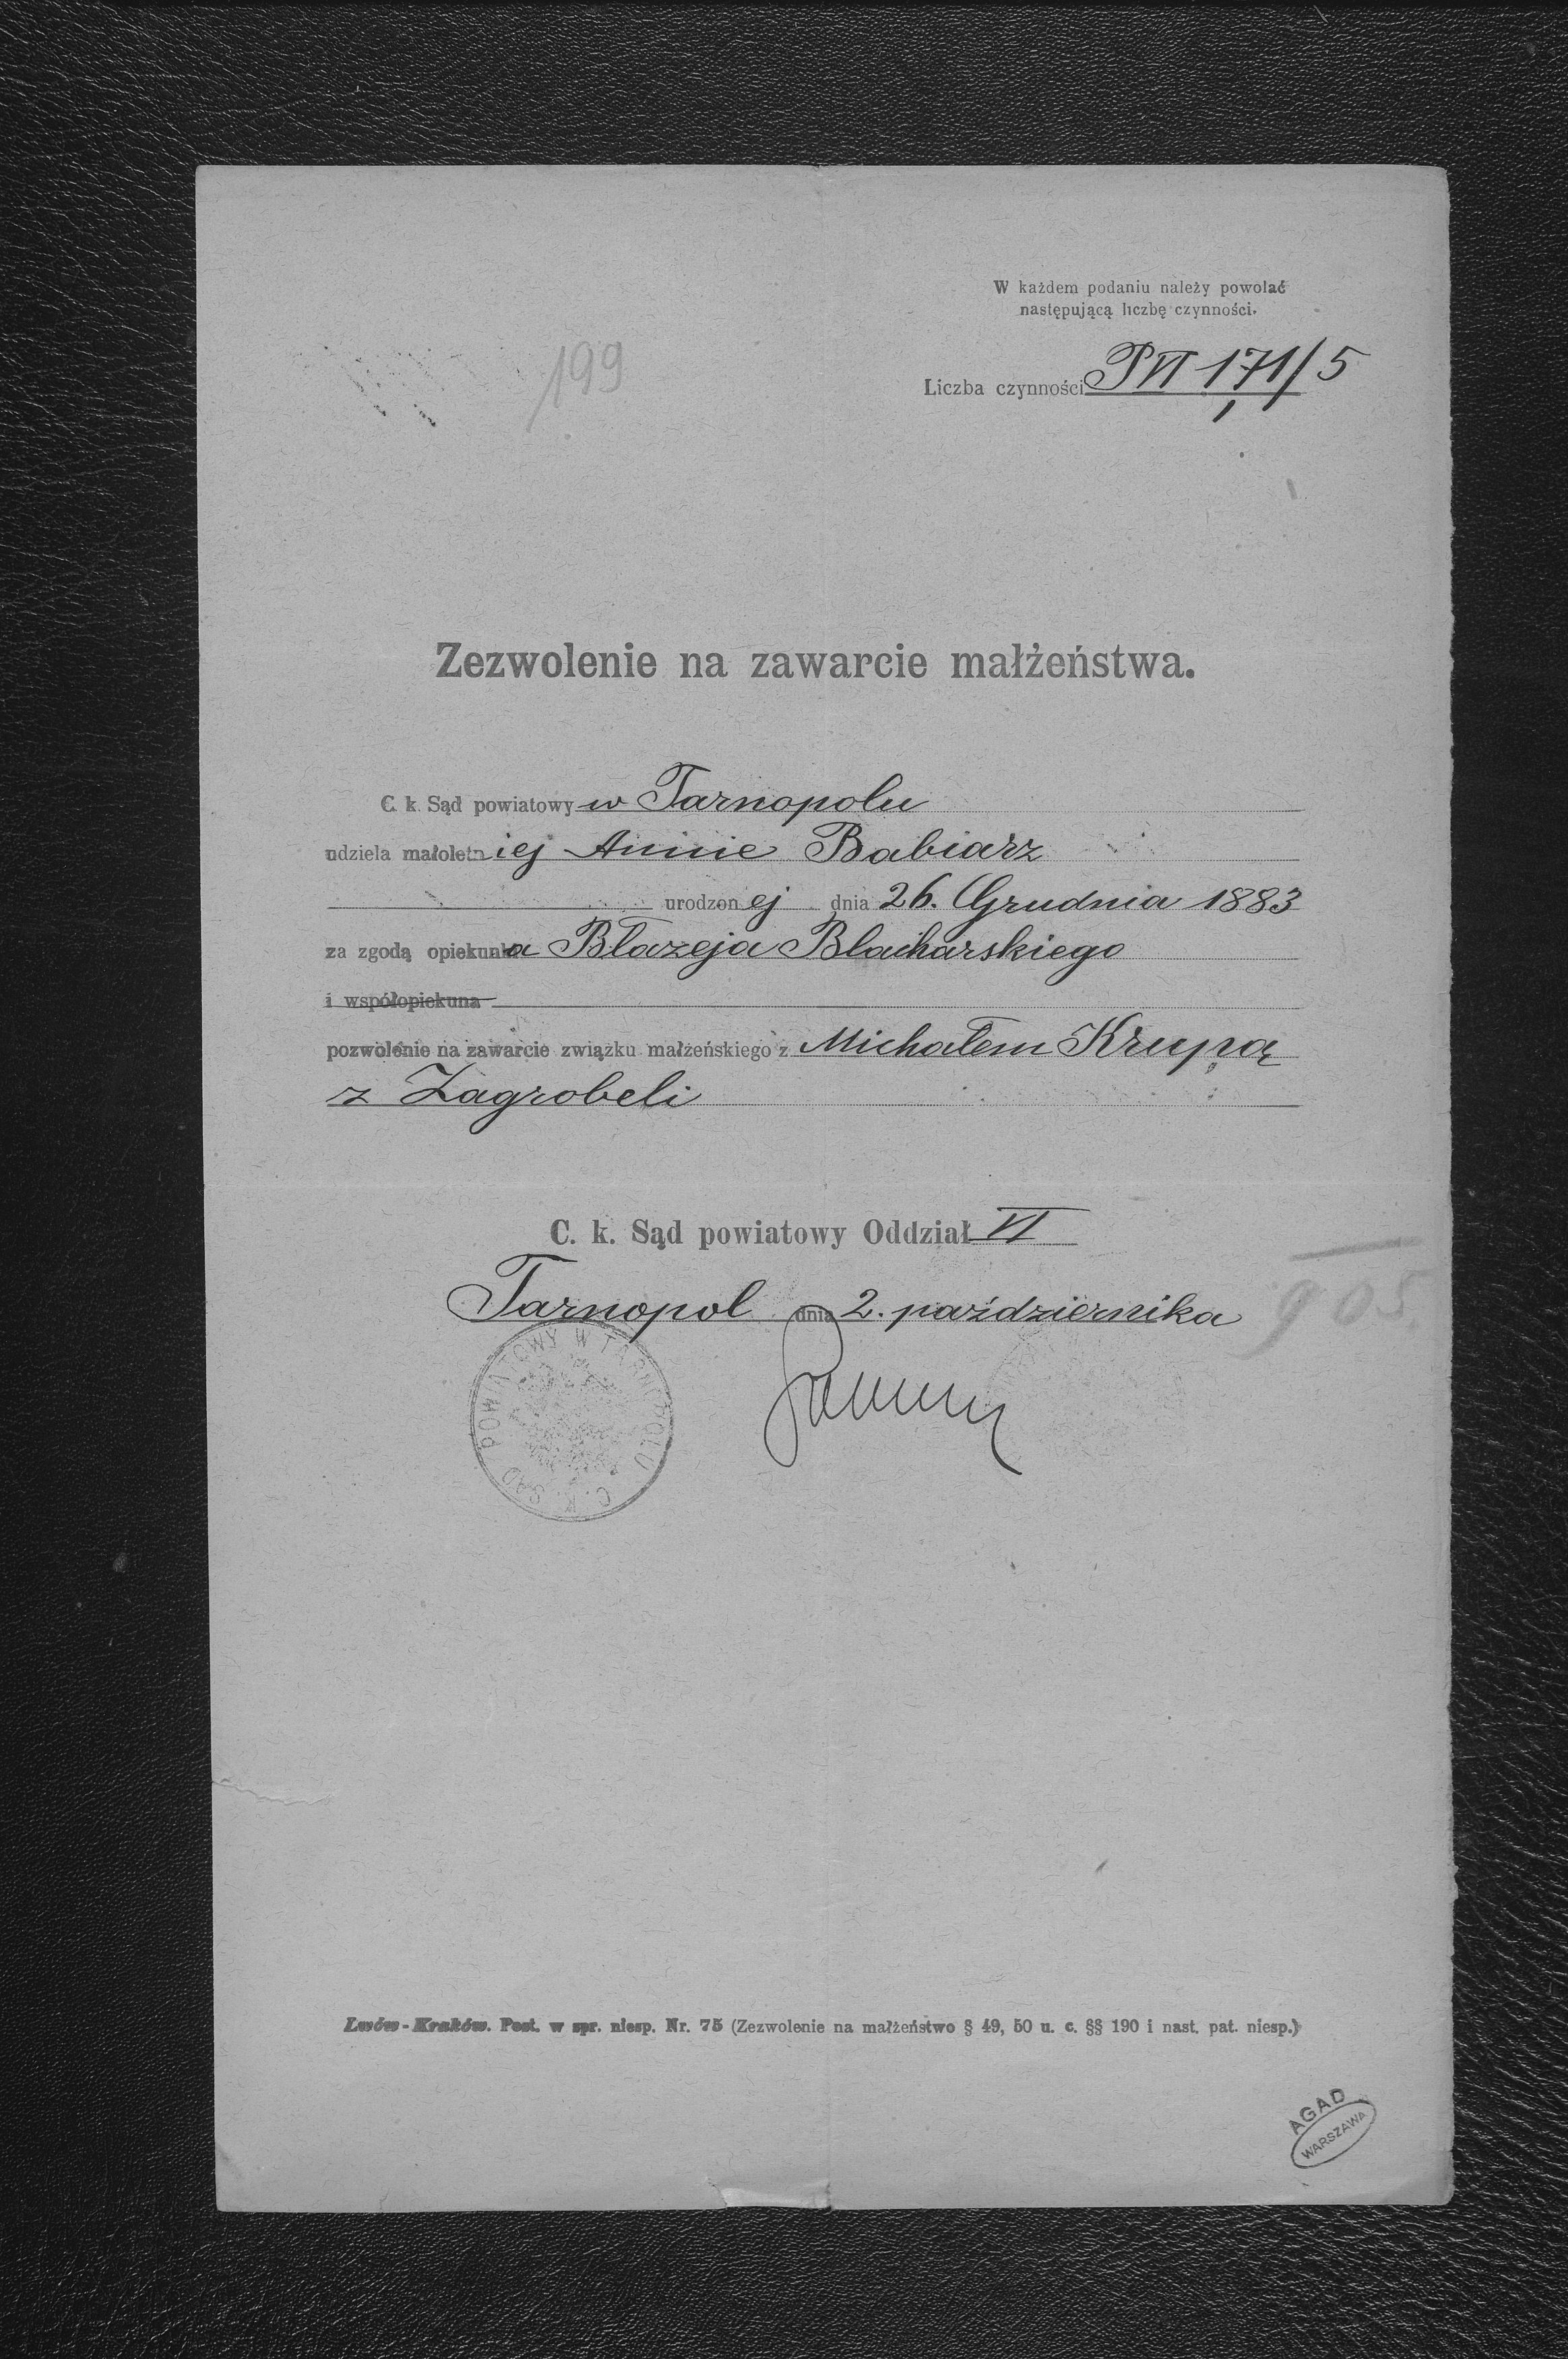 W każdem podaniu należy powołać
następującą liczbę czynności.
199
Liczba czynności P VI 171/5
1
Zezwolenie na zawarcie małżeństwa.
C. k. Sąd powiatowy w Tarnopolu
udziela małoletniej Annie Babiarz
urodzonej dnia 26. Grudnia 1883
za zgodą opiekuna Błazeja Blacharskiego
i współopiekuna
pozwolenie na zawarcie związku małżeńskiego z Michałem Krupą
z Zagrobeli
C. k. Sąd powiatowy Oddział VI
Tarnopol dnia 2. października 905.
C. K. SĄD POWIATOWY W TARNOPOLU
Lwów-Kraków. Post. w spr. niesp. Nr. 75 (Zezwolenie na małżeństwo § 49, 50 u. c. §§ 190 i nast. pat. niesp.)
AGAD
WARSZAWA